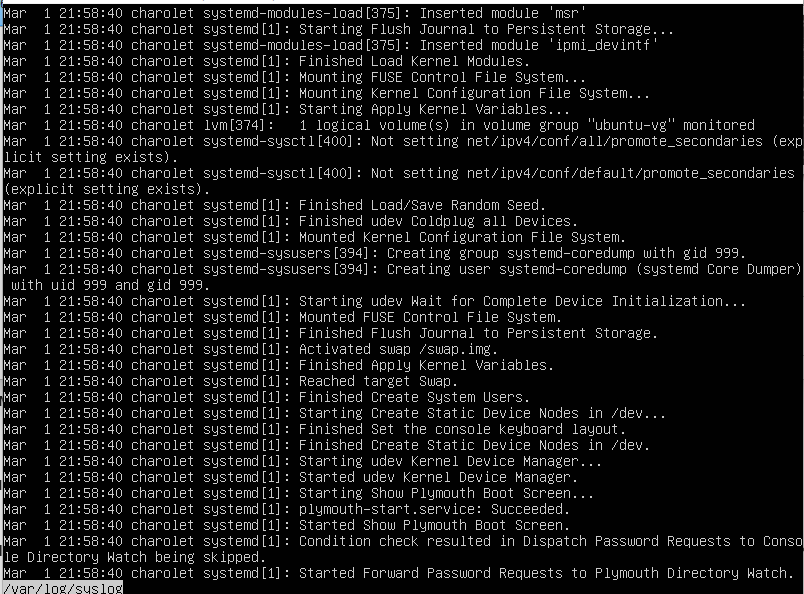 Mar  1 21:58:40 charolet systemd-modules-load[375]: Inserted module 'msr'
Mar  1 21:58:40 charolet systemd[1]: Starting Flush Journal to Persistent Storage...
Mar  1 21:58:40 charolet systemd-modules-load[375]: Inserted module 'ipmi_devintf'
Mar  1 21:58:40 charolet systemd[1]: Finished Load Kernel Modules.
Mar  1 21:58:40 charolet systemd[1]: Mounting FUSE Control File System...
Mar  1 21:58:40 charolet systemd[1]: Mounting Kernel Configuration File System...
Mar  1 21:58:40 charolet systemd[1]: Starting Apply Kernel Variables...
Mar  1 21:58:40 charolet lvm[374]:   1 logical volume(s) in volume group "ubuntu-vg" monitored
Mar  1 21:58:40 charolet systemd-sysctl[400]: Not setting net/ipv4/conf/all/promote_secondaries (exp
licit setting exists).
Mar  1 21:58:40 charolet systemd-sysctl[400]: Not setting net/ipv4/conf/default/promote_secondaries
(explicit setting exists).
Mar  1 21:58:40 charolet systemd[1]: Finished Load/Save Random Seed.
Mar  1 21:58:40 charolet systemd[1]: Finished udev Coldplug all Devices.
Mar  1 21:58:40 charolet systemd[1]: Mounted Kernel Configuration File System.
Mar  1 21:58:40 charolet systemd-sysusers[394]: Creating group systemd-coredump with gid 999.
Mar  1 21:58:40 charolet systemd-sysusers[394]: Creating user systemd-coredump (systemd Core Dumper)
 with uid 999 and gid 999.
Mar  1 21:58:40 charolet systemd[1]: Starting udev Wait for Complete Device Initialization...
Mar  1 21:58:40 charolet systemd[1]: Mounted FUSE Control File System.
Mar  1 21:58:40 charolet systemd[1]: Finished Flush Journal to Persistent Storage.
Mar  1 21:58:40 charolet systemd[1]: Activated swap /swap.img.
Mar  1 21:58:40 charolet systemd[1]: Finished Apply Kernel Variables.
Mar  1 21:58:40 charolet systemd[1]: Reached target Swap.
Mar  1 21:58:40 charolet systemd[1]: Finished Create System Users.
Mar  1 21:58:40 charolet systemd[1]: Starting Create Static Device Nodes in /dev...
Mar  1 21:58:40 charolet systemd[1]: Finished Set the console keyboard layout.
Mar  1 21:58:40 charolet systemd[1]: Finished Create Static Device Nodes in /dev.
Mar  1 21:58:40 charolet systemd[1]: Starting udev Kernel Device Manager...
Mar  1 21:58:40 charolet systemd[1]: Started udev Kernel Device Manager.
Mar  1 21:58:40 charolet systemd[1]: Starting Show Plymouth Boot Screen...
Mar  1 21:58:40 charolet systemd[1]: plymouth-start.service: Succeeded.
Mar  1 21:58:40 charolet systemd[1]: Started Show Plymouth Boot Screen.
Mar  1 21:58:40 charolet systemd[1]: Condition check resulted in Dispatch Password Requests to Conso
le Directory Watch being skipped.
Mar  1 21:58:40 charolet systemd[1]: Started Forward Password Requests to Plymouth Directory Watch.
/var/log/syslog